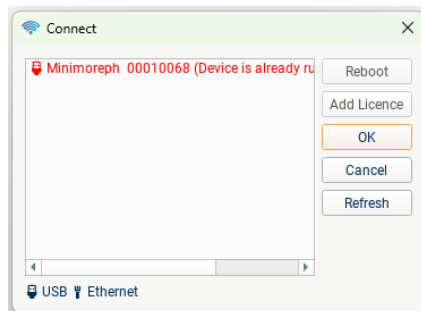 Connect
Minimoreph 00010068 (Device is already ru
Reboot
Add Licence
OK
Cancel
Refresh
USB Ethernet